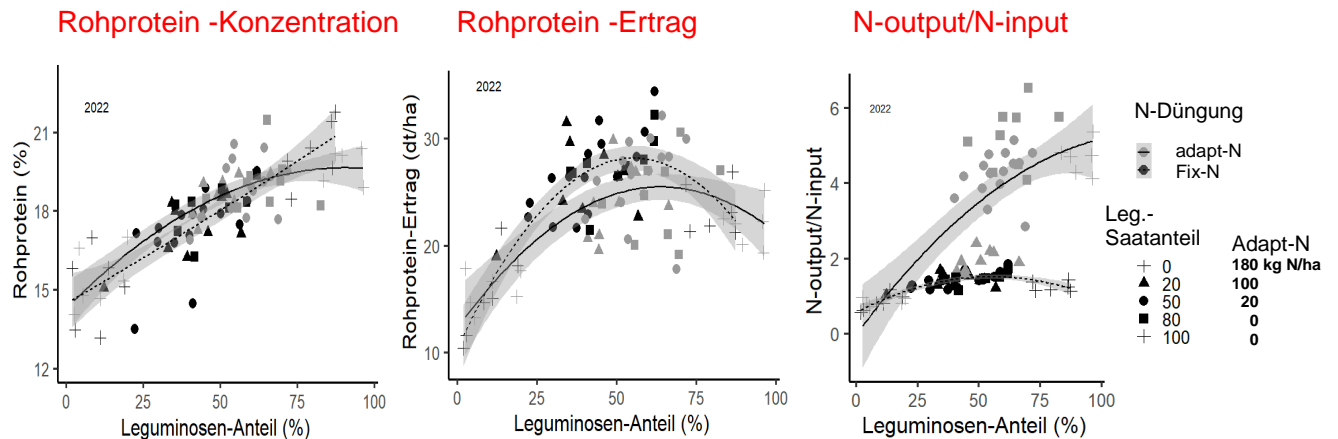 Rohprotein -Konzentration
Rohprotein (%)
2022
21
18
15
12
0 25 50 75 100
Leguminosen-Anteil (%)
Rohprotein -Ertrag
Rohprotein-Ertrag (dt/ha)
2022
30
20
10
0 25 50 75 100
Leguminosen-Anteil (%)
N-output/N-input
N-output/N-input
2022
6
4
2
0
0 25 50 75 100
Leguminosen-Anteil (%)
N-Düngung
adapt-N
Fix-N
Leg.-
Saatanteil
Adapt-N
0 180 kg N/ha
20 100
50 20
80 0
100 0